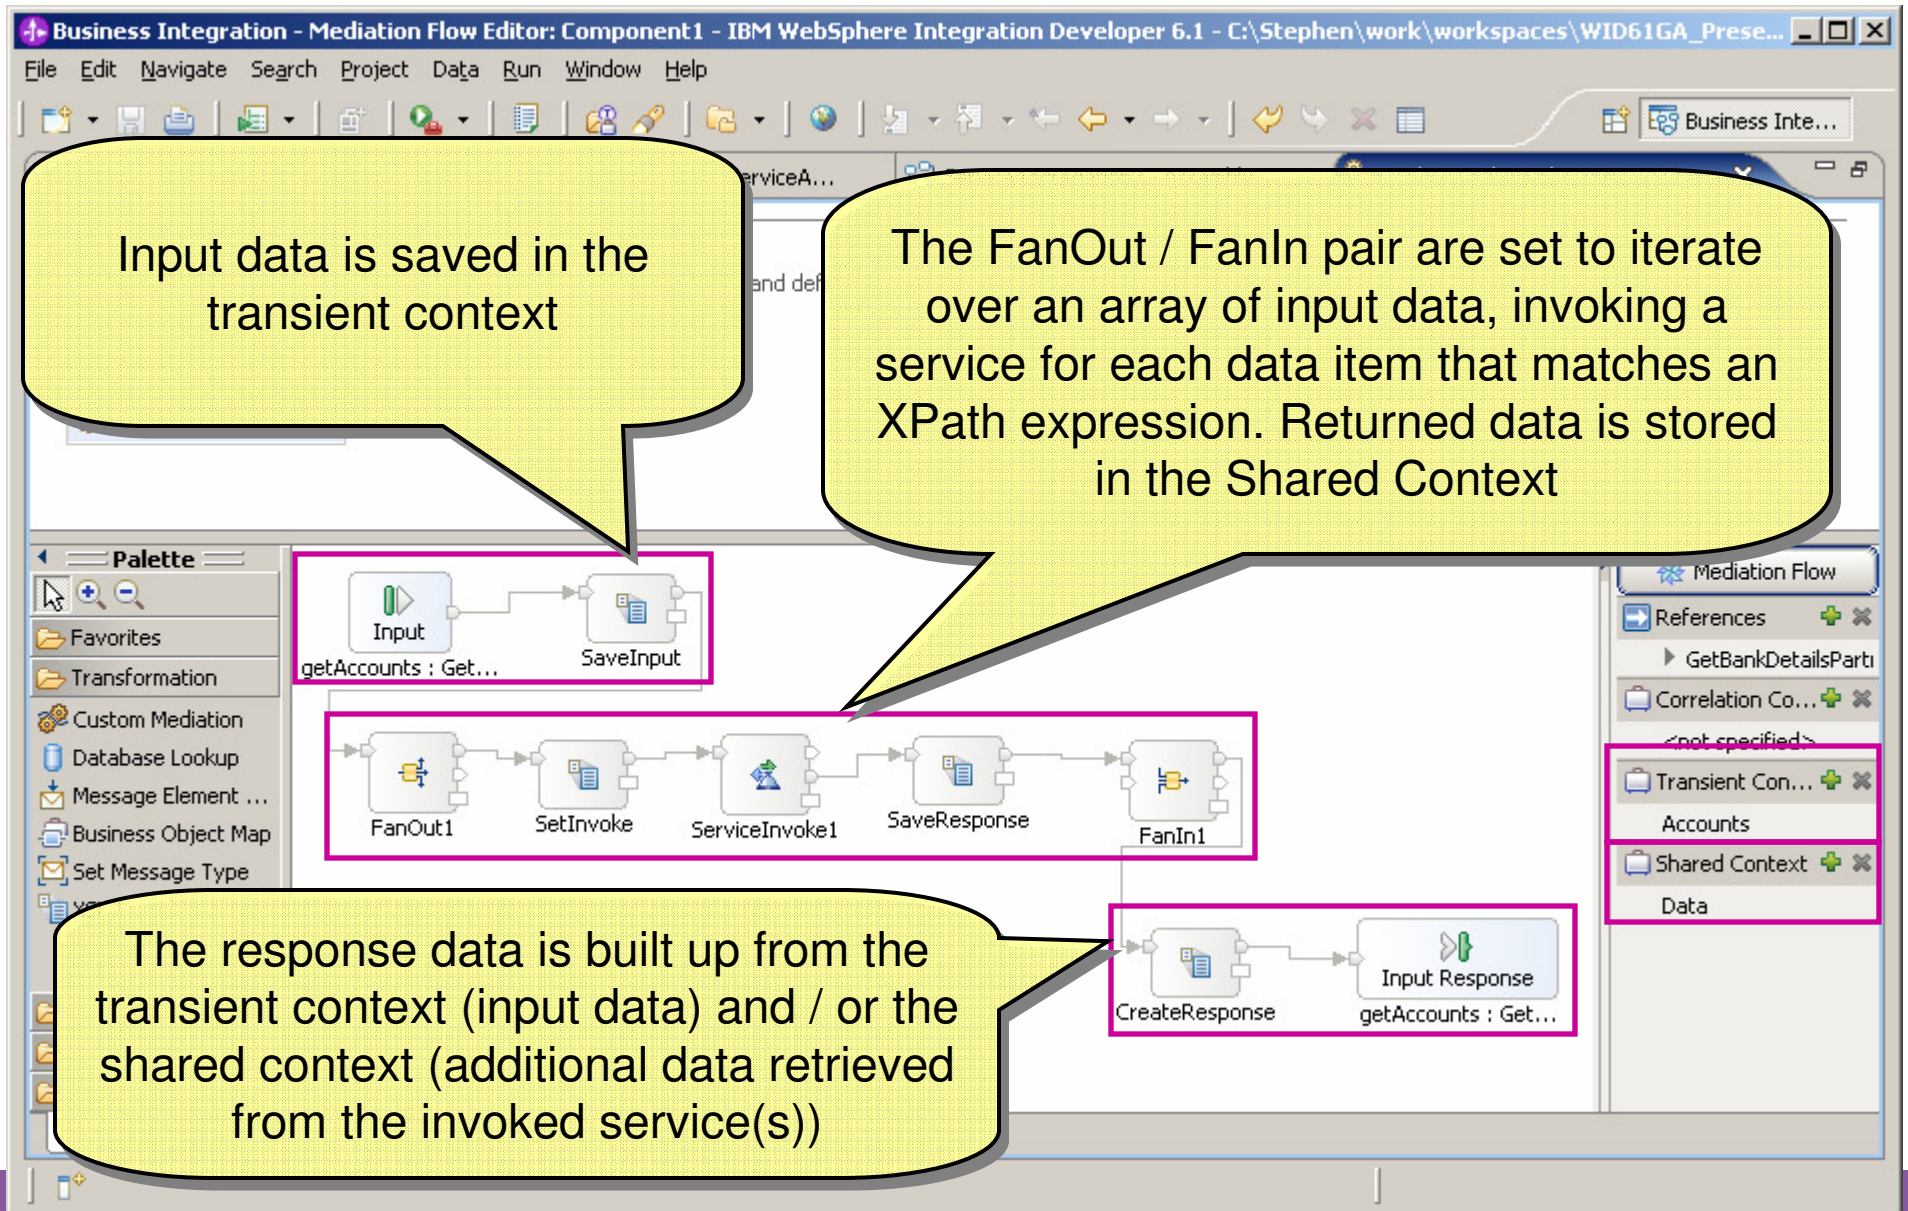 Business Integration - Mediation Flow Editor: Component1 - IBM WebSphere Integration Developer 6.1 - C:\Stephen\work\workspaces\WID61GA_Prese...
File Edit Navigate Search Project Data Run Window Help
Business Inte...
erviceA...
Input data is saved in the
transient context
and def
The FanOut / FanIn pair are set to iterate
over an array of input data, invoking a
service for each data item that matches an
XPath expression. Returned data is stored
in the Shared Context
Palette
Favorites
Transformation
Custom Mediation
Database Lookup
Message Element ...
Business Object Map
Set Message Type
Input
getAccounts : Get...
SaveInput
FanOut1
SetInvoke
ServiceInvoke1
SaveResponse
FanIn1
CreateResponse
Input Response
getAccounts : Get...
Mediation Flow
References
GetBankDetailsPart
Correlation Co...
<not specified>
Transient Con...
Accounts
Shared Context
Data
The response data is built up from the
transient context (input data) and / or the
shared context (additional data retrieved
from the invoked service(s))